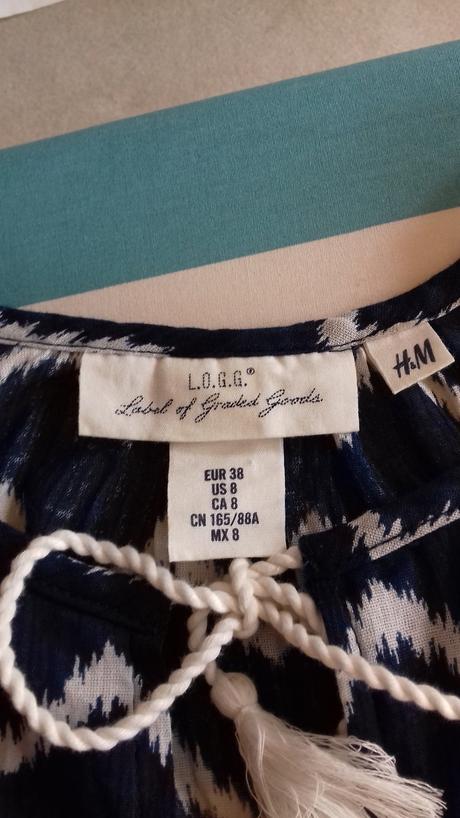 L.O.G.G.®
Label of Graded Goods
H&M
EUR 38
US 8
CA 8
CN 165/88A
MX 8